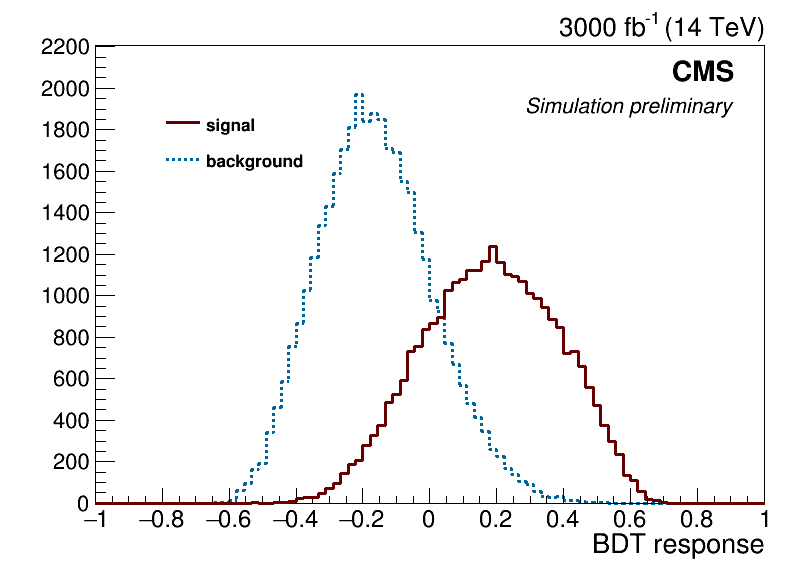 3000 fb⁻¹ (14 TeV)
CMS
Simulation preliminary
signal
background
2200
2000
1800
1600
1400
1200
1000
800
600
400
200
0
−1 −0.8 −0.6 −0.4 −0.2 0 0.2 0.4 0.6 0.8 1
BDT response